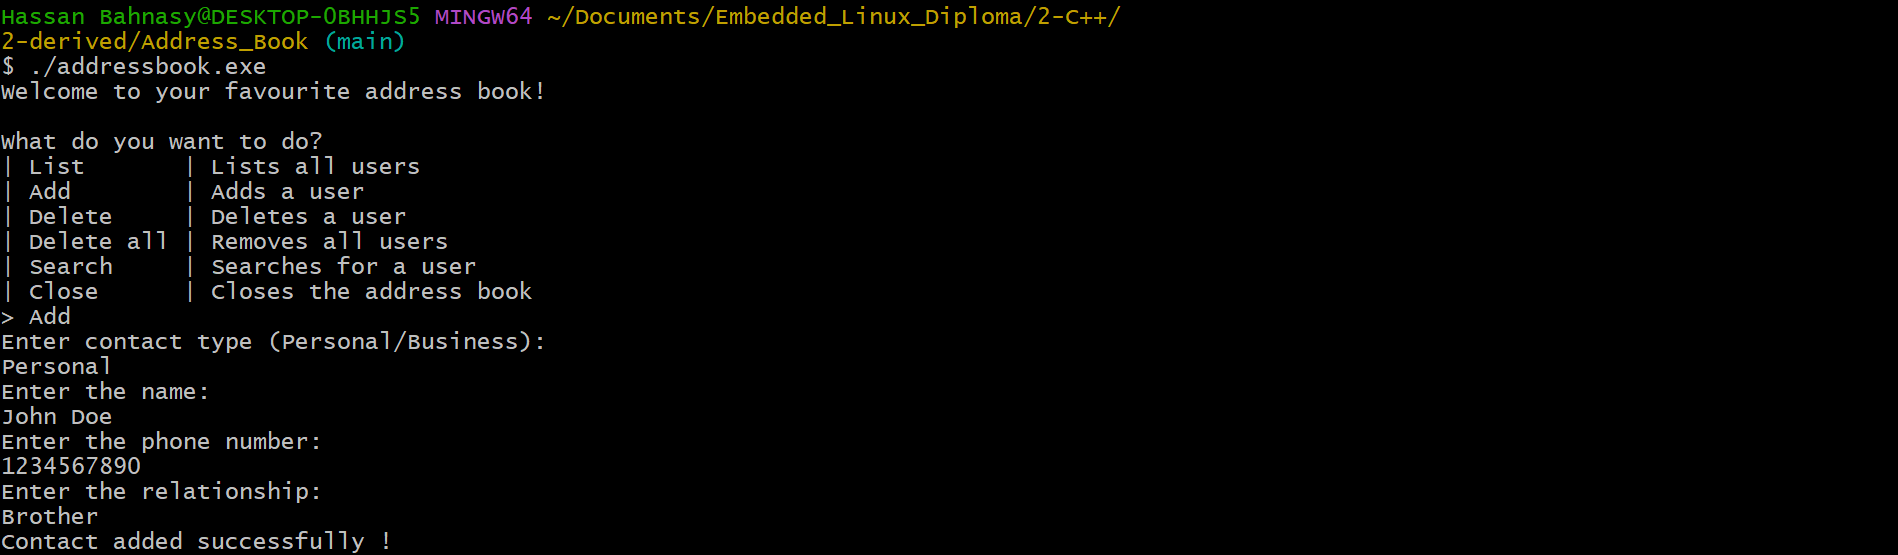 Hassan Bahnasy@DESKTOP-0BHHJS5 MINGW64 ~/Documents/Embedded_Linux_Diploma/2-C++/
2-derived/Address_Book (main)
$ ./addressbook.exe
Welcome to your favourite address book!

What do you want to do?
| List       | Lists all users
| Add        | Adds a user
| Delete     | Deletes a user
| Delete all | Removes all users
| Search     | Searches for a user
| Close      | Closes the address book
> Add
Enter contact type (Personal/Business):
Personal
Enter the name:
John Doe
Enter the phone number:
1234567890
Enter the relationship:
Brother
Contact added successfully !